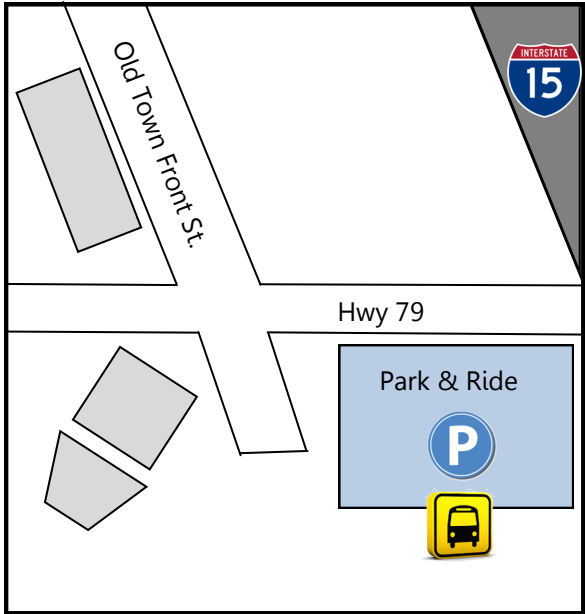 INTERSTATE
15
Old Town Front St.
Hwy 79
Park & Ride
P